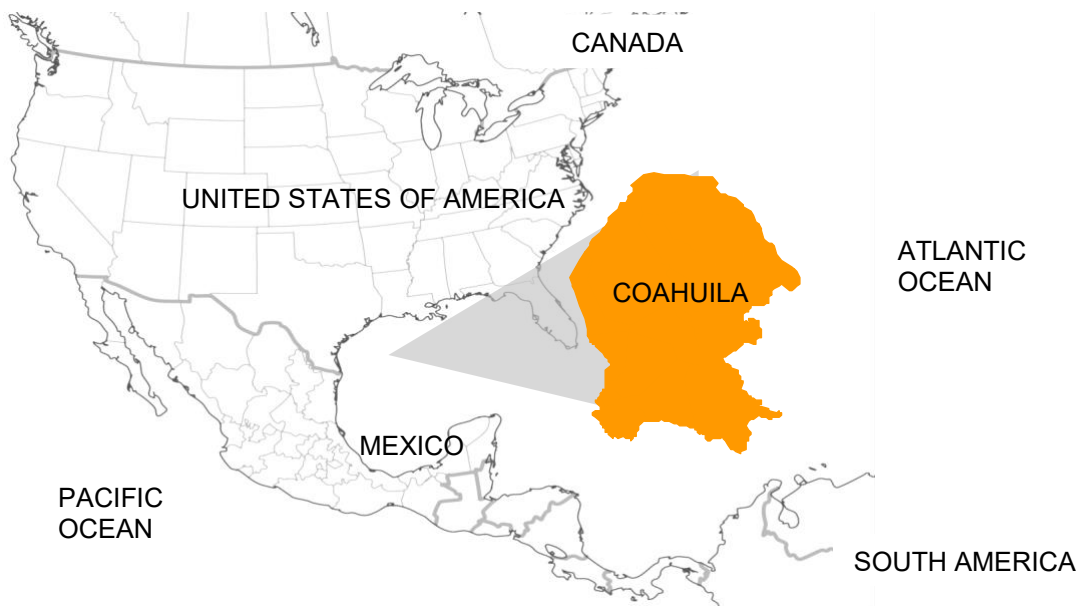 CANADA
UNITED STATES OF AMERICA
ATLANTIC
OCEAN
COAHUILA
MEXICO
PACIFIC
OCEAN
SOUTH AMERICA